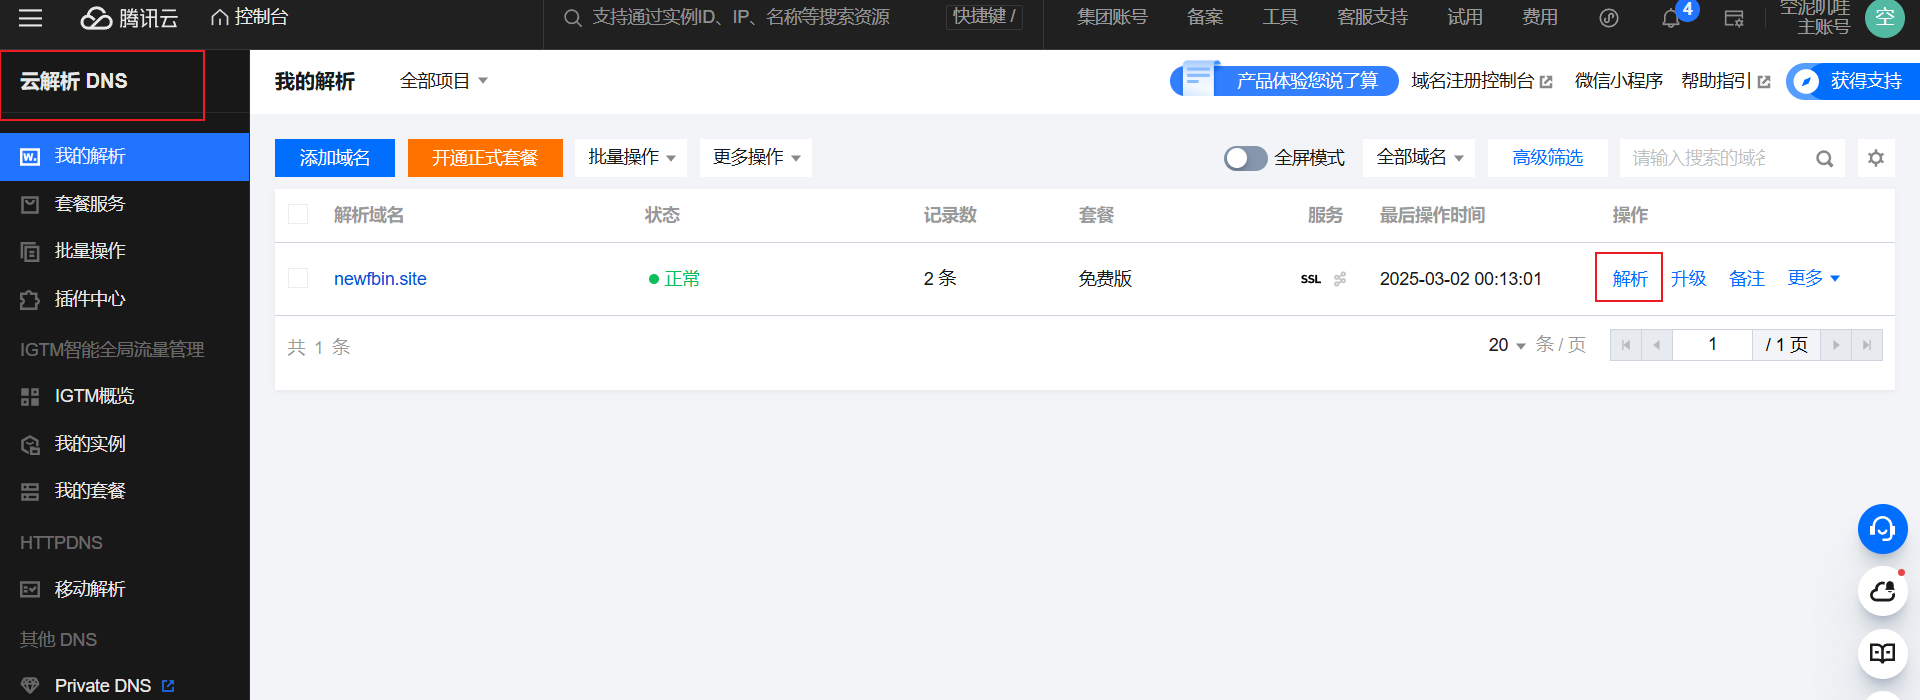 腾讯云 控制台 支持通过实例ID、IP、名称等搜索资源 快捷键 / 集团账号 备案 工具 客服支持 试用 费用 4 空泥叽哇 空
主账号
云解析 DNS 我的解析 全部项目 产品体验您说了算 域名注册控制台 微信小程序 帮助指引 获得支持
我的解析
套餐服务
批量操作
插件中心
IGTM智能全局流量管理
IGTM概览
我的实例
我的套餐
HTTPDNS
移动解析
其他 DNS
Private DNS
添加域名 开通正式套餐 批量操作 更多操作 全屏模式 全部域名 高级筛选 请输入搜索的域名
解析域名 状态 记录数 套餐 服务 最后操作时间 操作
newfbin.site 正常 2 条 免费版 SSL 2025-03-02 00:13:01 解析 升级 备注 更多
共 1 条 20 条 / 页 1 / 1 页